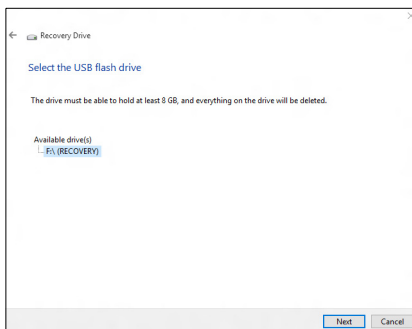 Recovery Drive
Select the USB flash drive
The drive must be able to hold at least 8 GB, and everything on the drive will be deleted.
Available drive(s)
F:\ (RECOVERY)
Next Cancel